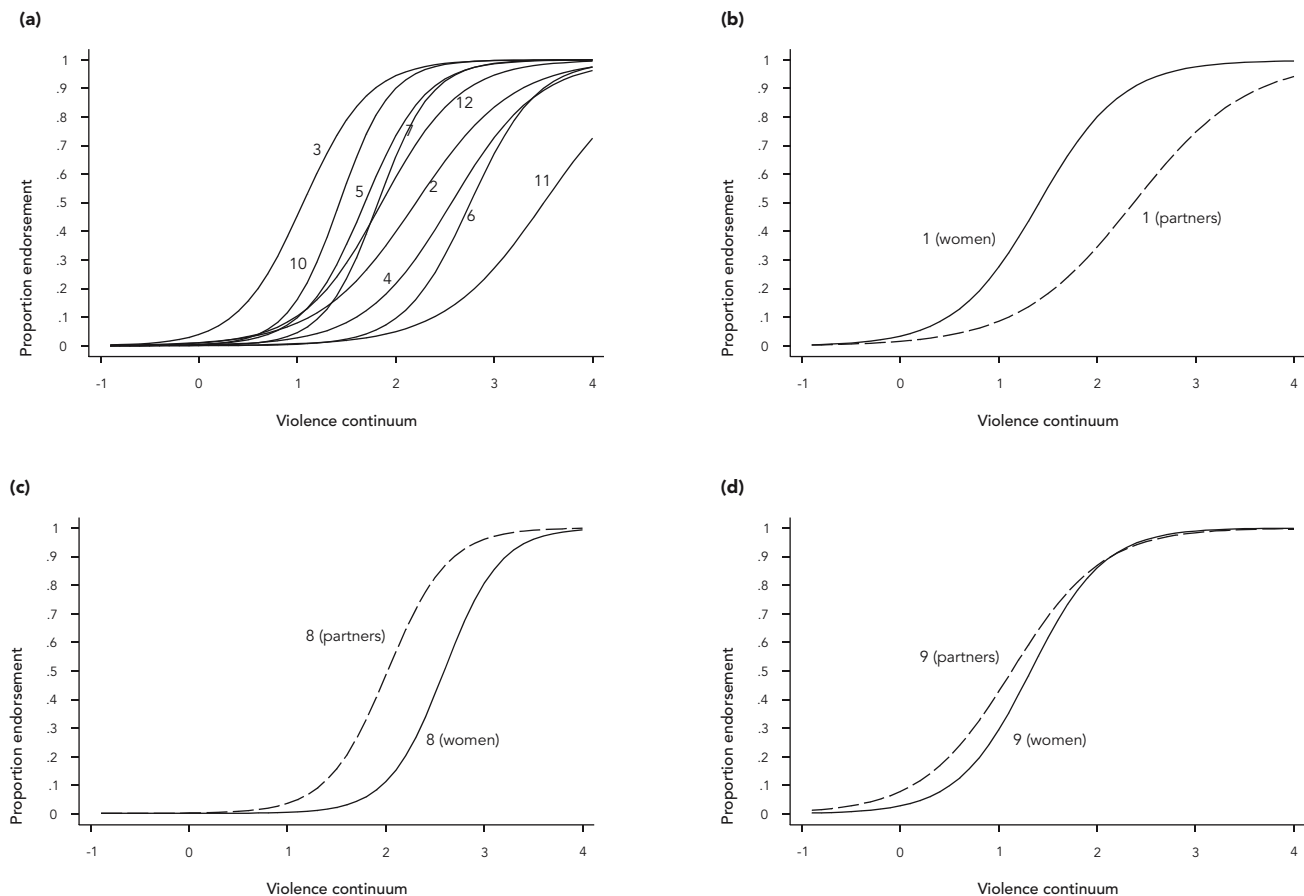 (a)
Proportion endorsement
1
.9
.8
.7
.6
.5
.4
.3
.2
.1
0
3
10
5
7
12
2
4
6
11
-1 0 1 2 3 4
Violence continuum
(b)
Proportion endorsement
1
.9
.8
.7
.6
.5
.4
.3
.2
.1
0
1 (women)
1 (partners)
-1 0 1 2 3 4
Violence continuum
(c)
Proportion endorsement
1
.9
.8
.7
.6
.5
.4
.3
.2
.1
0
8 (partners)
8 (women)
-1 0 1 2 3 4
Violence continuum
(d)
Proportion endorsement
1
.9
.8
.7
.6
.5
.4
.3
.2
.1
0
9 (partners)
9 (women)
-1 0 1 2 3 4
Violence continuum